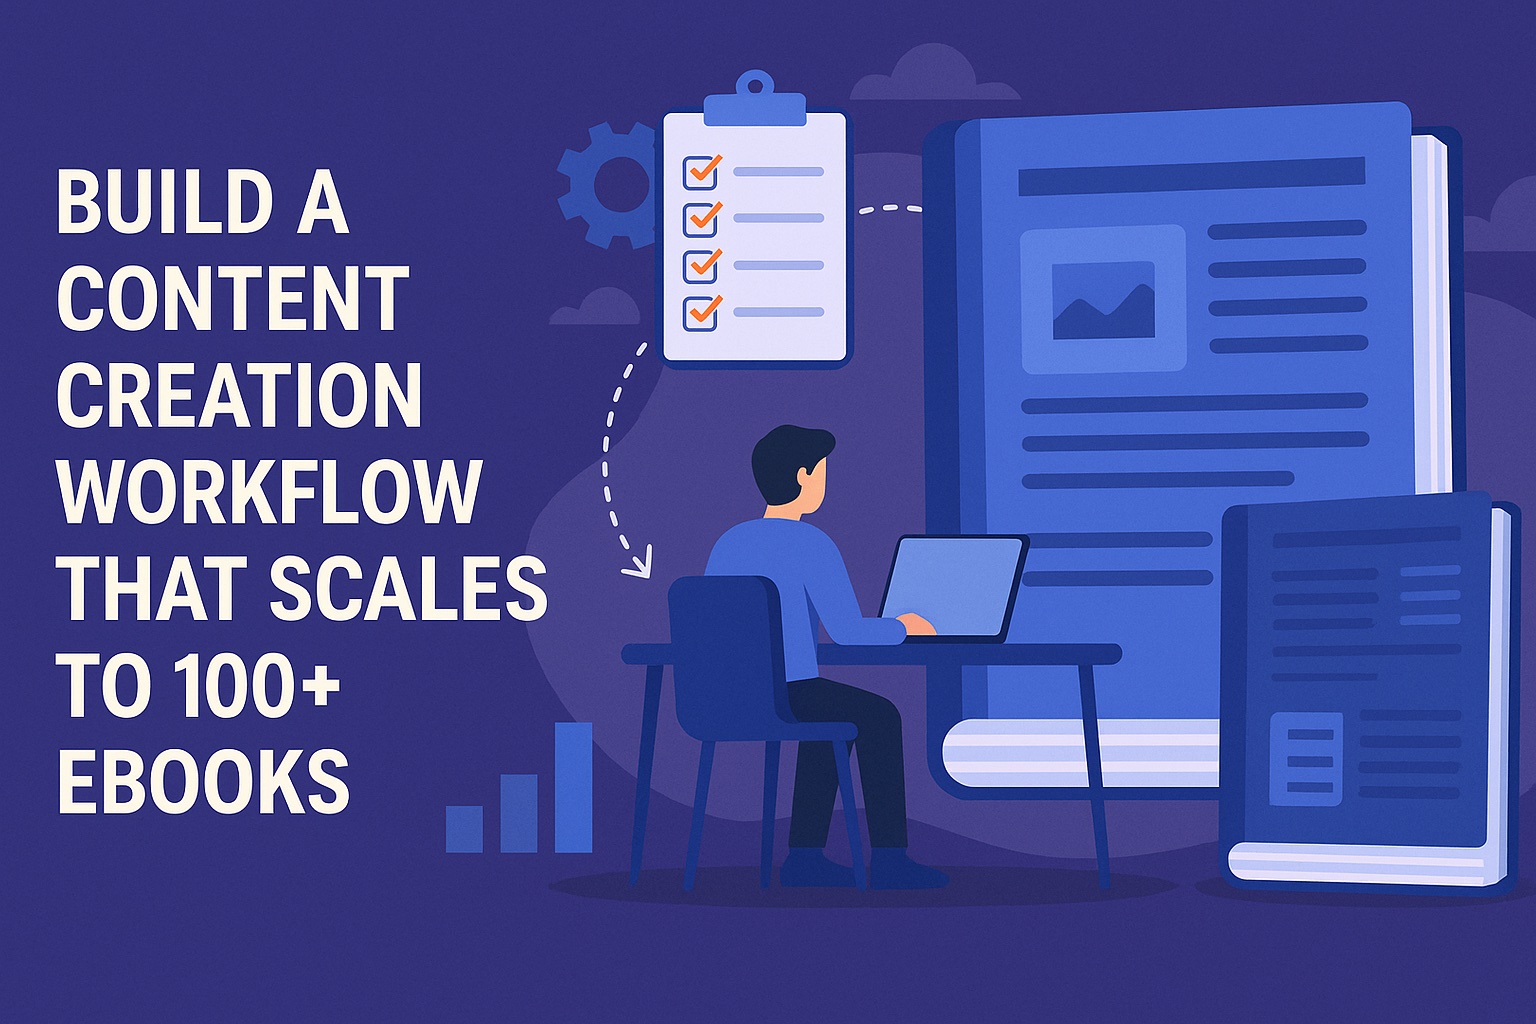 BUILD A
CONTENT
CREATION
WORKFLOW
THAT SCALES
TO 100+
EBOOKS